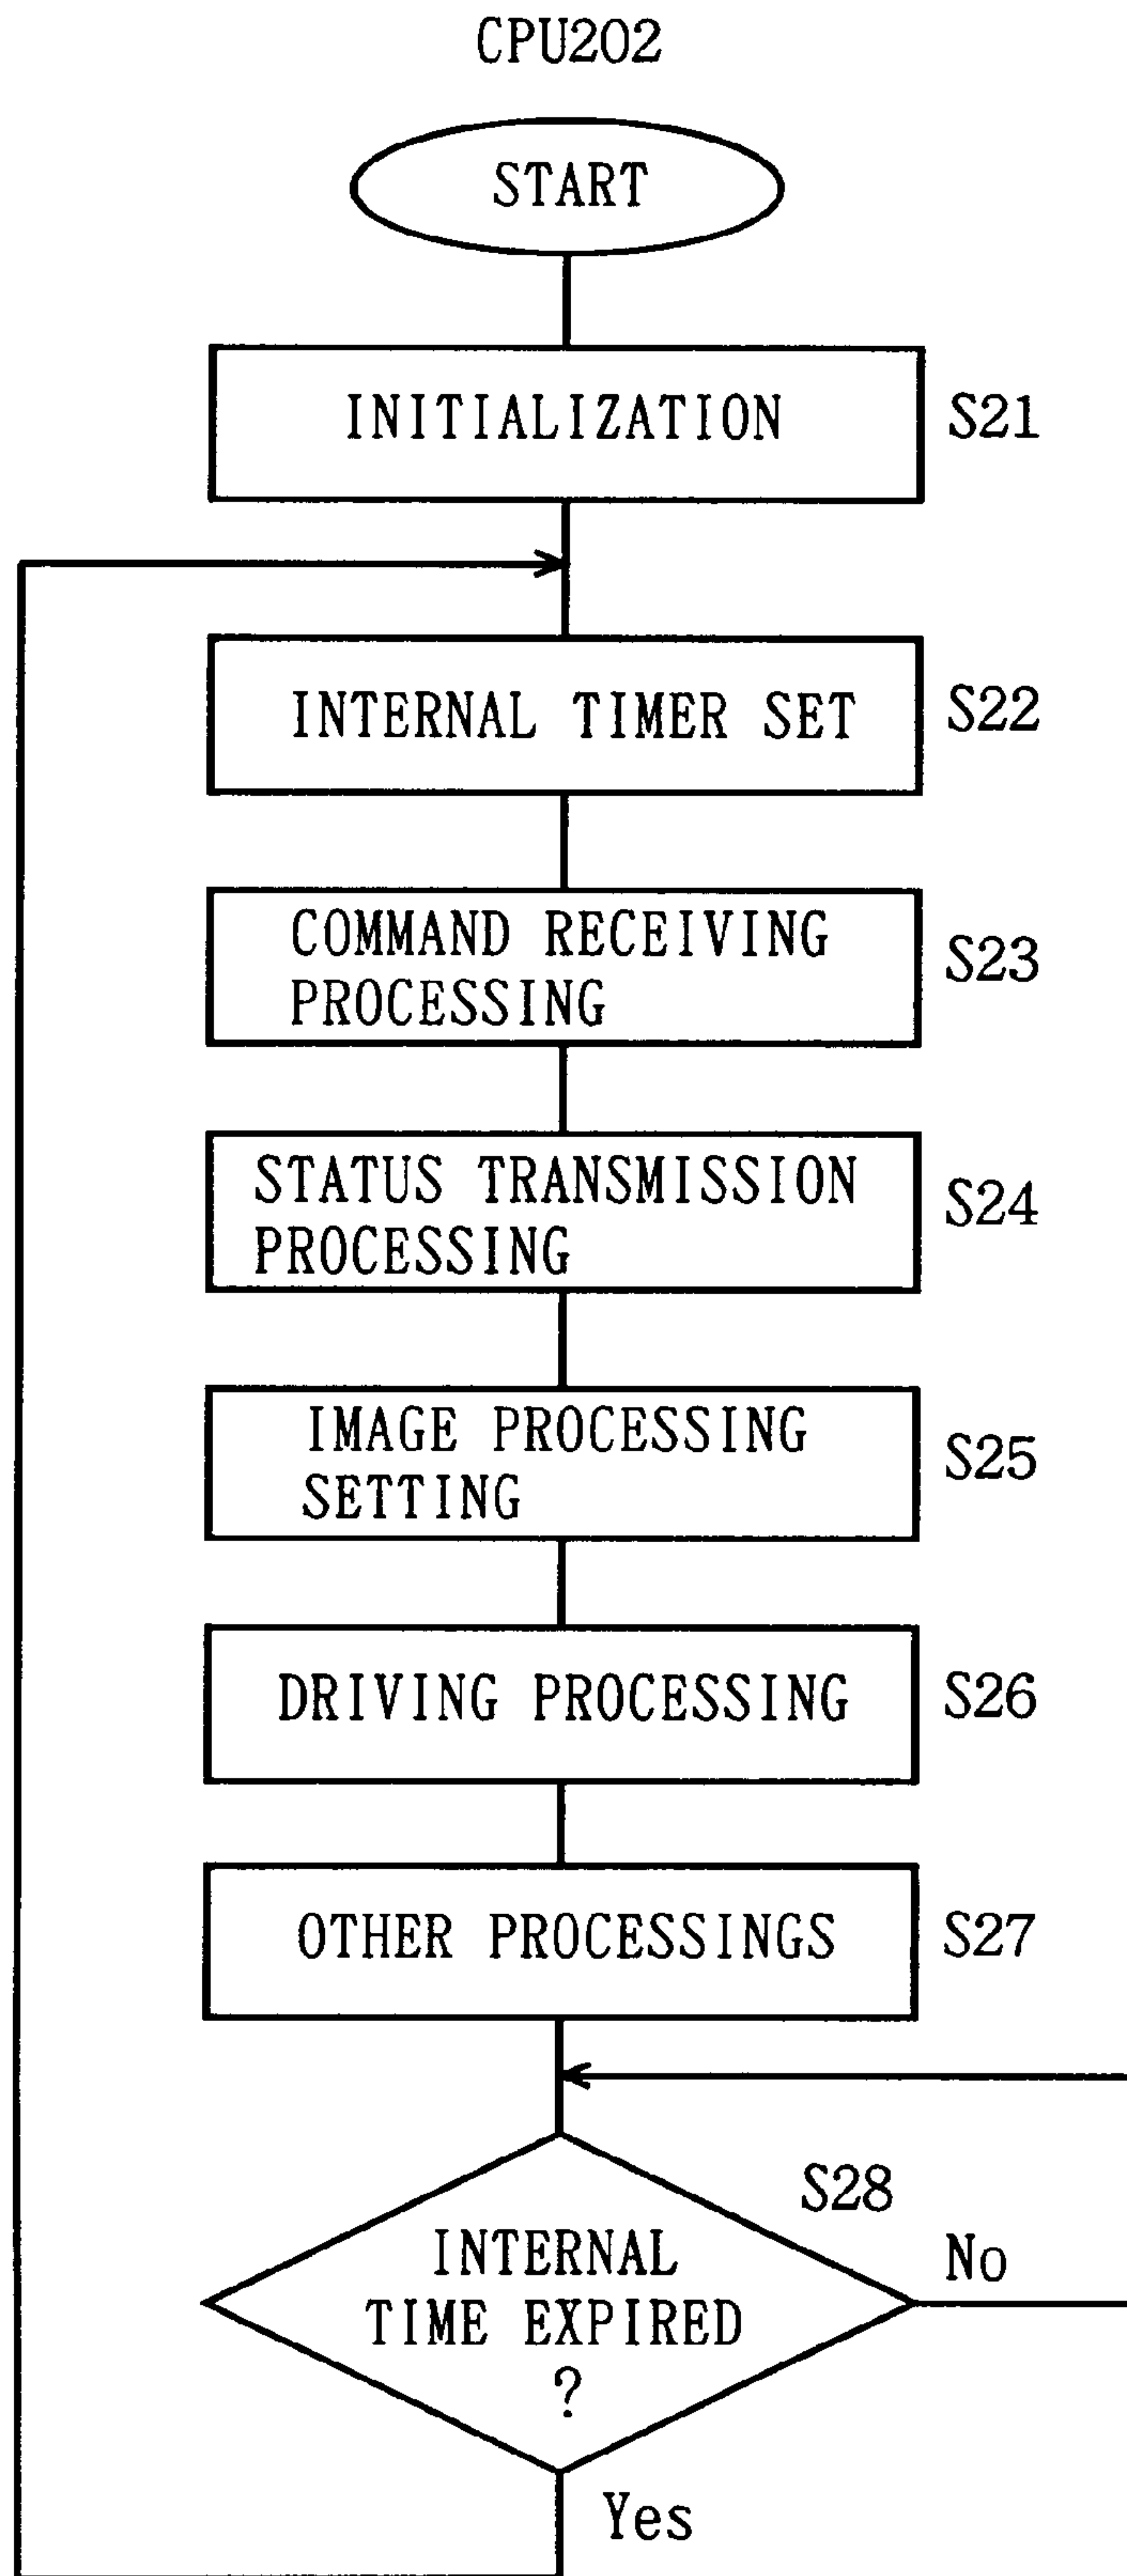 CPU202
START
INITIALIZATION
S21
INTERNAL TIMER SET
S22
COMMAND RECEIVING
PROCESSING
S23
STATUS TRANSMISSION
PROCESSING
S24
IMAGE PROCESSING
SETTING
S25
DRIVING PROCESSING
S26
OTHER PROCESSINGS
S27
S28
INTERNAL
TIME EXPIRED
?
No
Yes